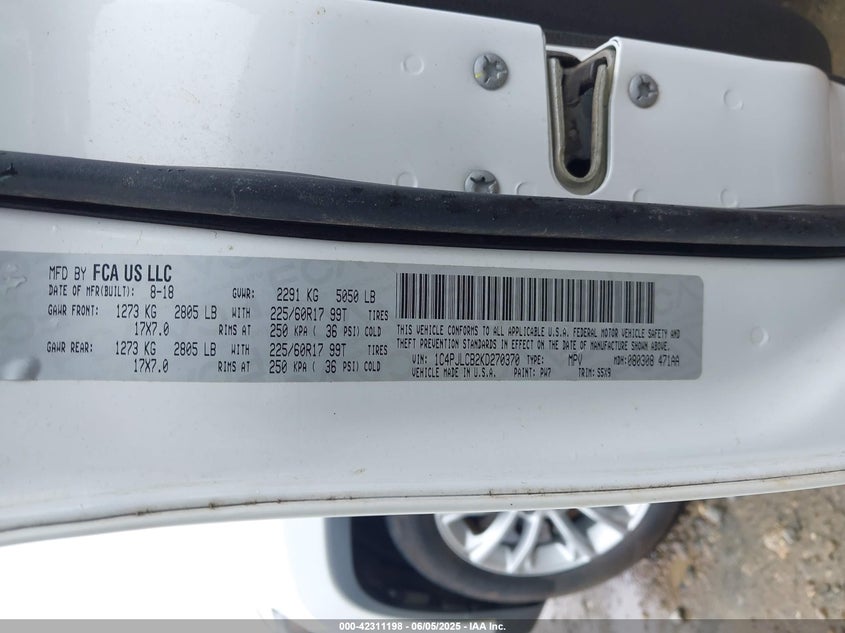 MFD BY FCA US LLC
DATE OF MFR(BUILT): 8-18 GVWR: 2291 KG 5050 LB
GAWR FRONT: 1273 KG 2805 LB WITH 225/60R17 99T TIRES
17X7.0 RIMS AT 250 KPA ( 36 PSI) COLD
GAWR REAR: 1273 KG 2805 LB WITH 225/60R17 99T TIRES
17X7.0 RIMS AT 250 KPA ( 36 PSI) COLD
THIS VEHICLE CONFORMS TO ALL APPLICABLE U.S.A. FEDERAL MOTOR VEHICLE SAFETY AND
THEFT PREVENTION STANDARDS IN EFFECT ON THE DATE OF MANUFACTURE SHOWN ABOVE.
VIN: 1C4PJLCB2KD270370 TYPE: MPV MDH: 080308 471AA
VEHICLE MADE IN U.S.A. PAINT: PW7 TRIM: S5X9
000-42311198 - 06/05/2025 - IAA Inc.